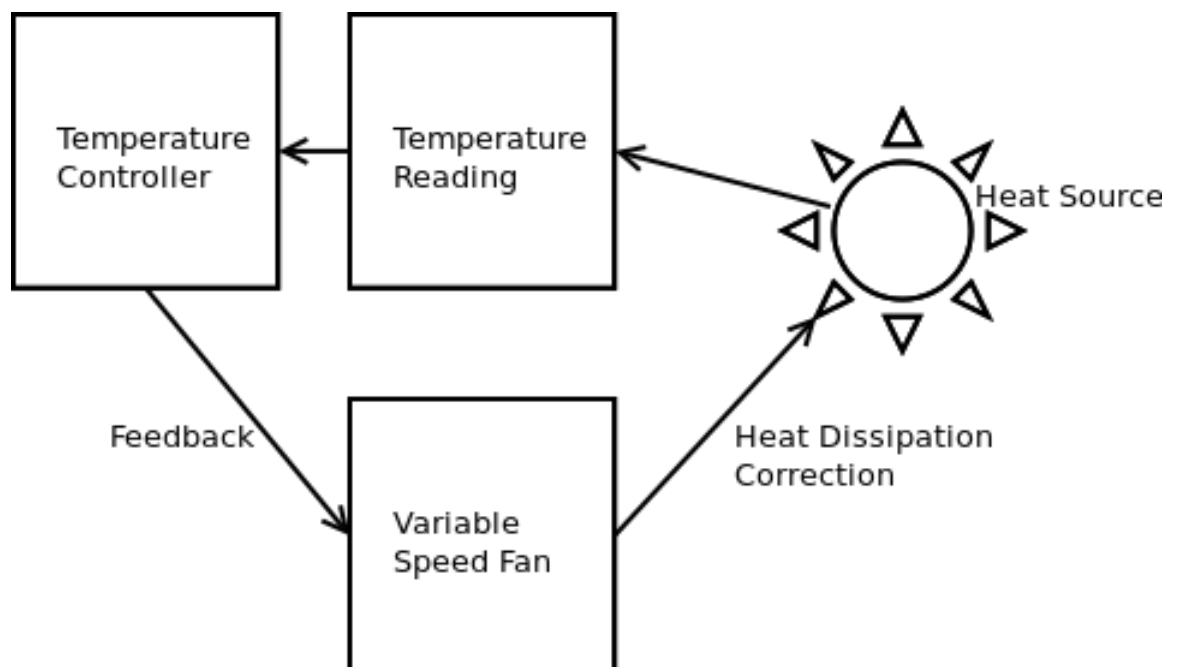 Temperature
Controller
Temperature
Reading
Heat Source
Feedback
Heat Dissipation
Correction
Variable
Speed Fan